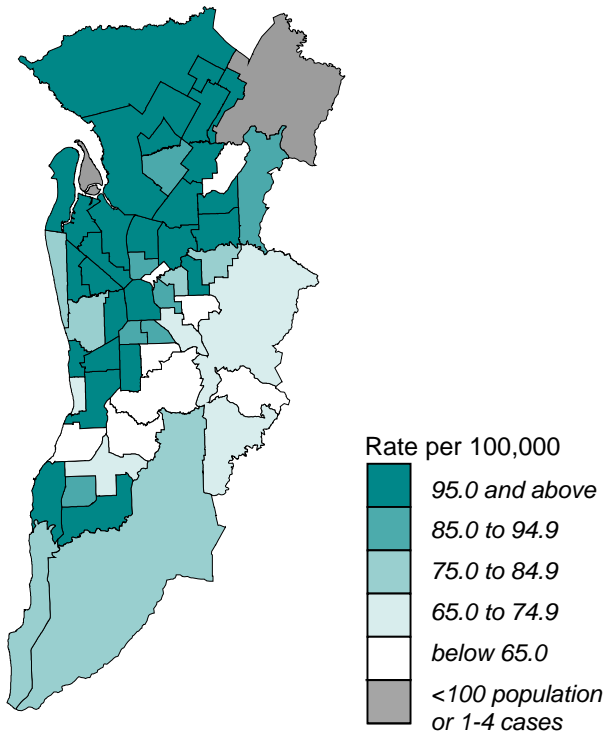 Rate per 100,000
95.0 and above
85.0 to 94.9
75.0 to 84.9
65.0 to 74.9
below 65.0
<100 population
or 1-4 cases